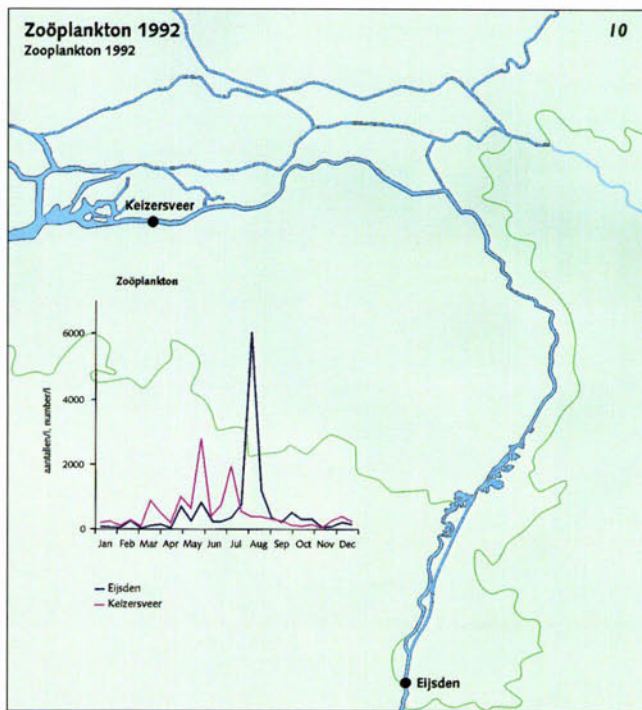 Zoöplankton 1992
Zooplankton 1992
10
Keizersveer
Zoöplankton
aantallen/l, number/l
6000
4000
2000
0
Jan Feb Mar Apr May Jun Jul Aug Sep Oct Nov Dec
Eijsden
Keizersveer
Eijsden